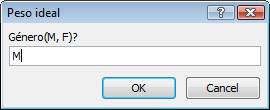 Peso ideal
Género(M, F)?
M
OK
Cancel